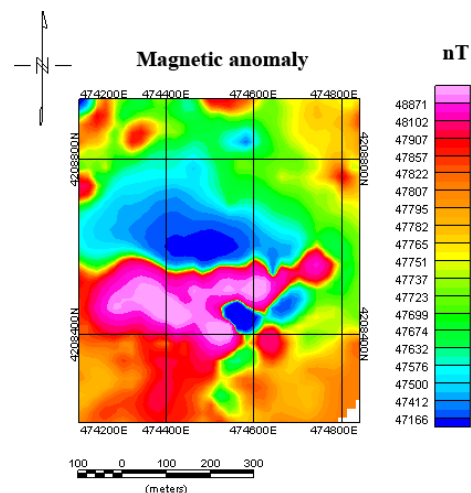 N
Magnetic anomaly
nT
474200E 474400E 474600E 474800E
4208800N 4208800N
4208400N 4208400N
474200E 474400E 474600E 474800E
48871
48102
47907
47857
47822
47807
47795
47782
47765
47751
47737
47723
47699
47674
47632
47576
47500
47412
47166
100 0 100 200 300
(meters)